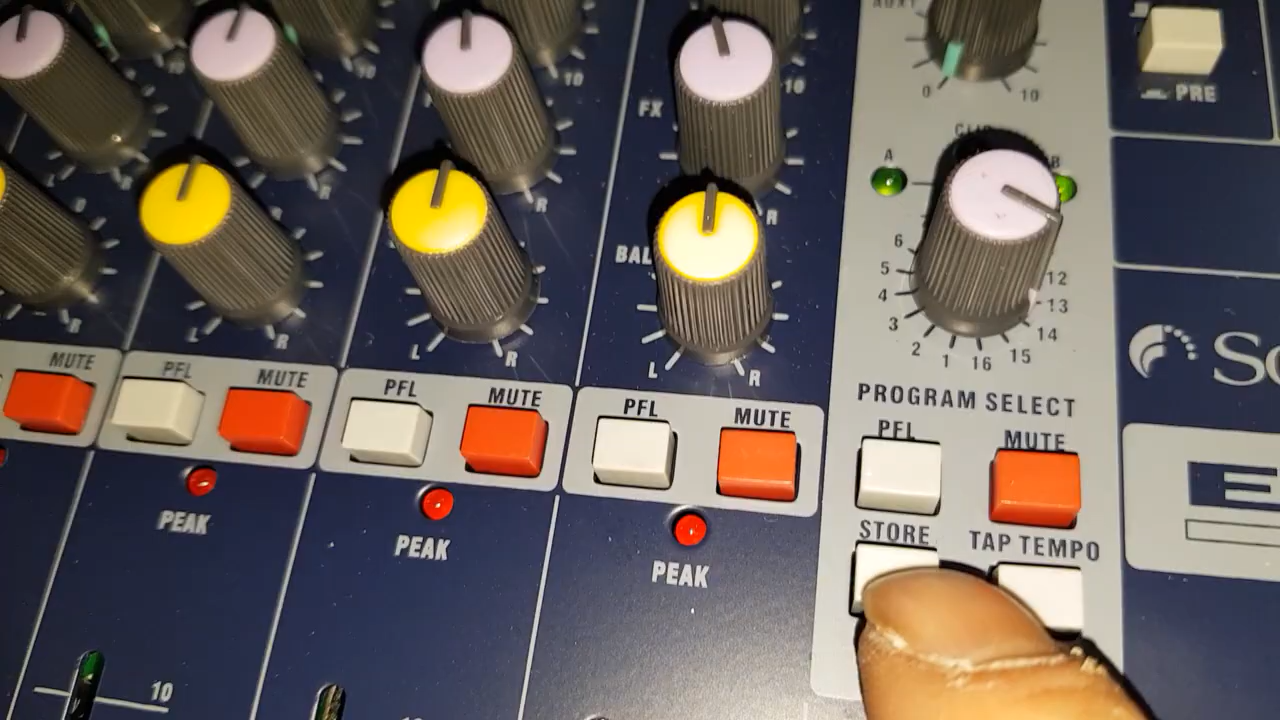 10
10
10
0 10
PRE
FX
R
R
R
R
A
B
6
5
4
3
2
1
16
15
14
13
12
BAL
L R
L R
L R
R
PROGRAM SELECT
MUTE
PFL MUTE
PFL MUTE
PFL MUTE
PFL MUTE
STORE TAP TEMPO
PEAK
PEAK
PEAK
10